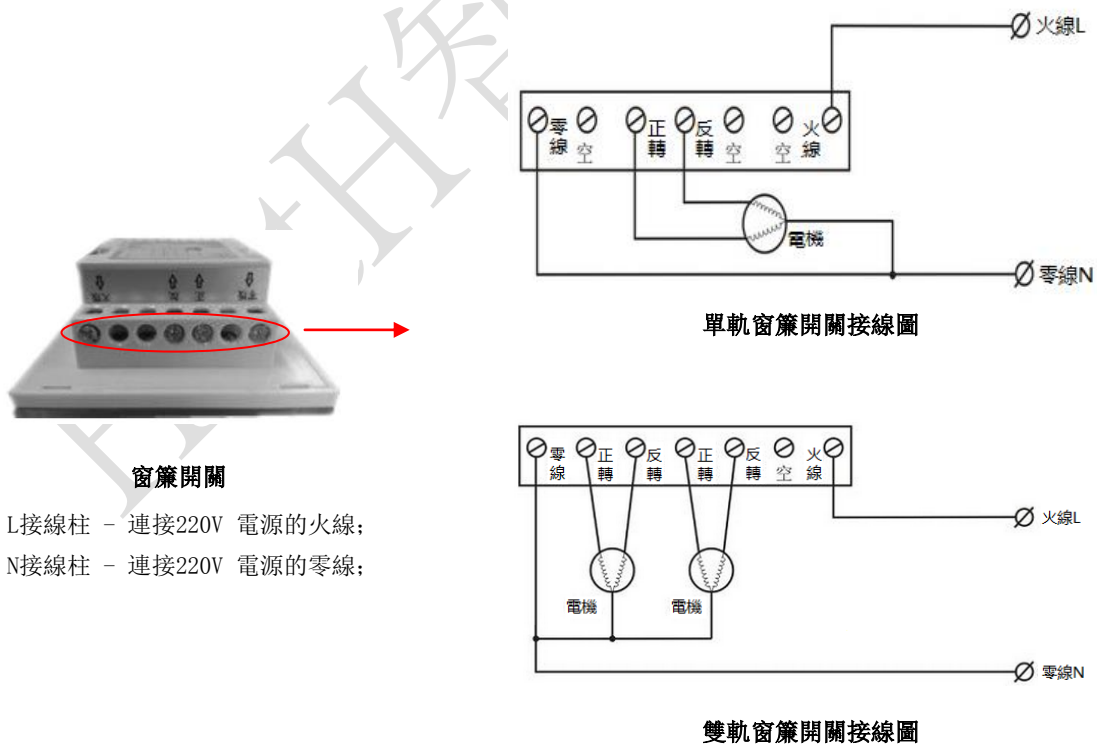 火線L
零線
空
正轉
反轉
空
空
火線
電機
零線N
單軌窗簾開關接線圖
窗簾開關
L接線柱 - 連接220V 電源的火線;
N接線柱 - 連接220V 電源的零線;
零線
正轉
反轉
正轉
反轉
空
火線
火線L
電機
電機
零線N
雙軌窗簾開關接線圖